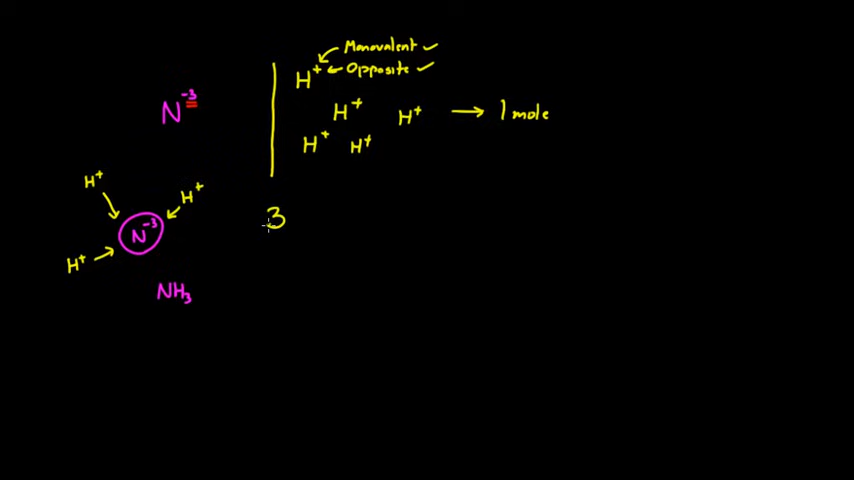 Monovalent ✓
H⁺ Opposite ✓
N⁻³
H⁺ H⁺ → 1 mole
H⁺ H⁺
H⁺ H⁺
N⁻³
3
H⁺
NH₃